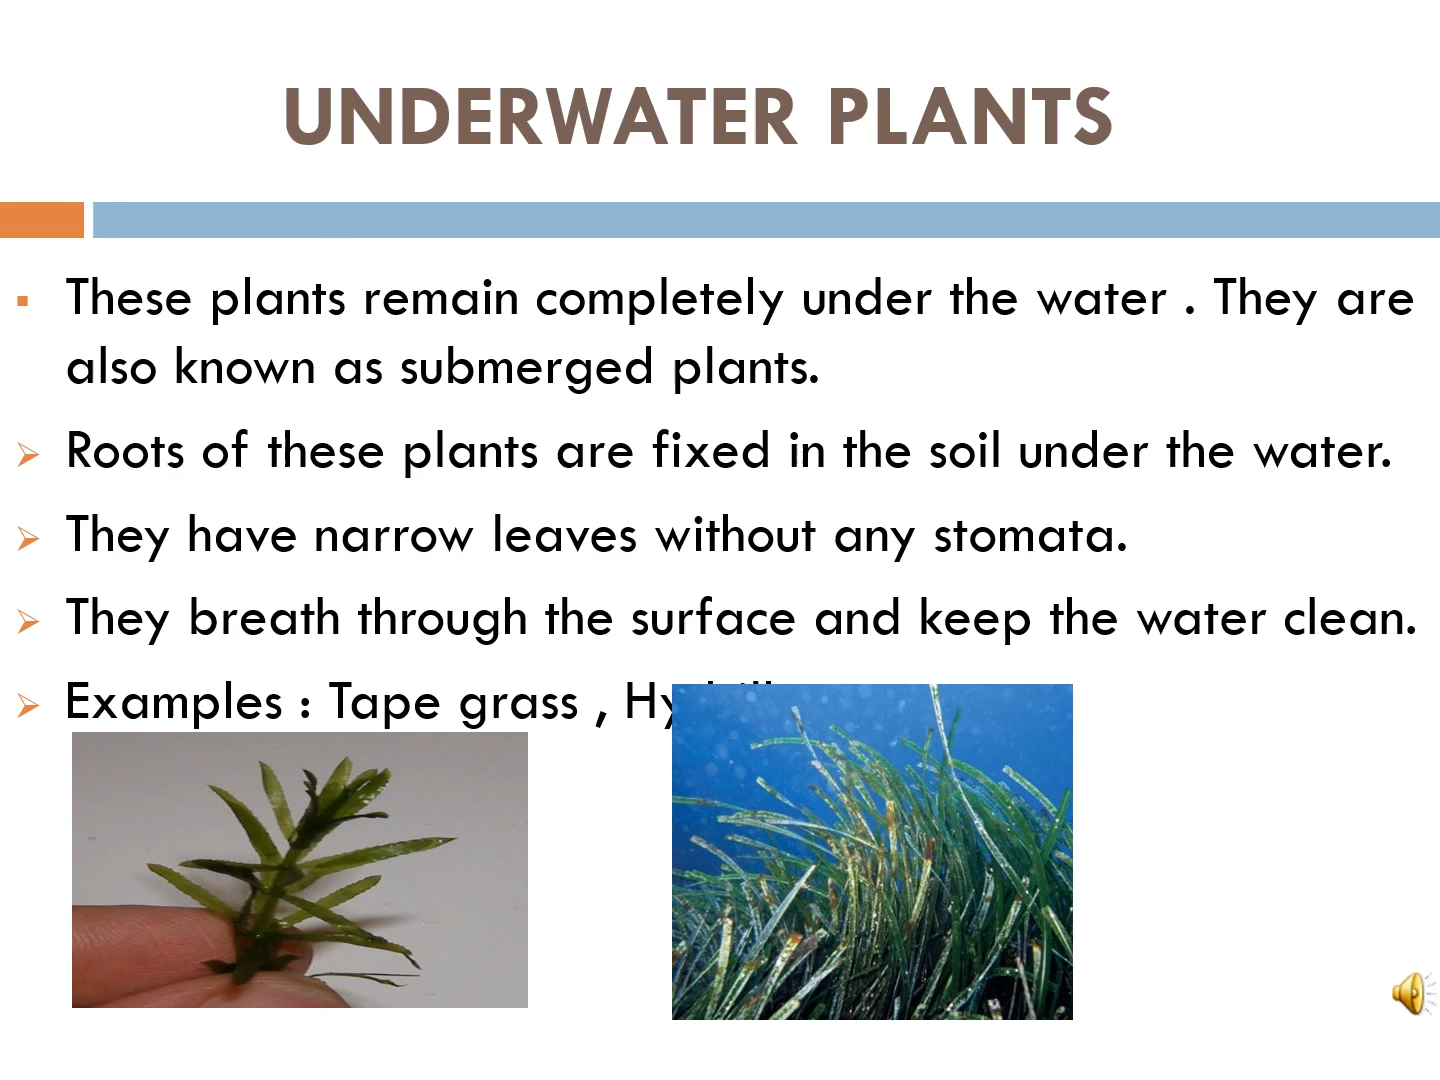 UNDERWATER PLANTS
These plants remain completely under the water . They are
also known as submerged plants.
Roots of these plants are fixed in the soil under the water.
They have narrow leaves without any stomata.
They breath through the surface and keep the water clean.
Examples : Tape grass ,